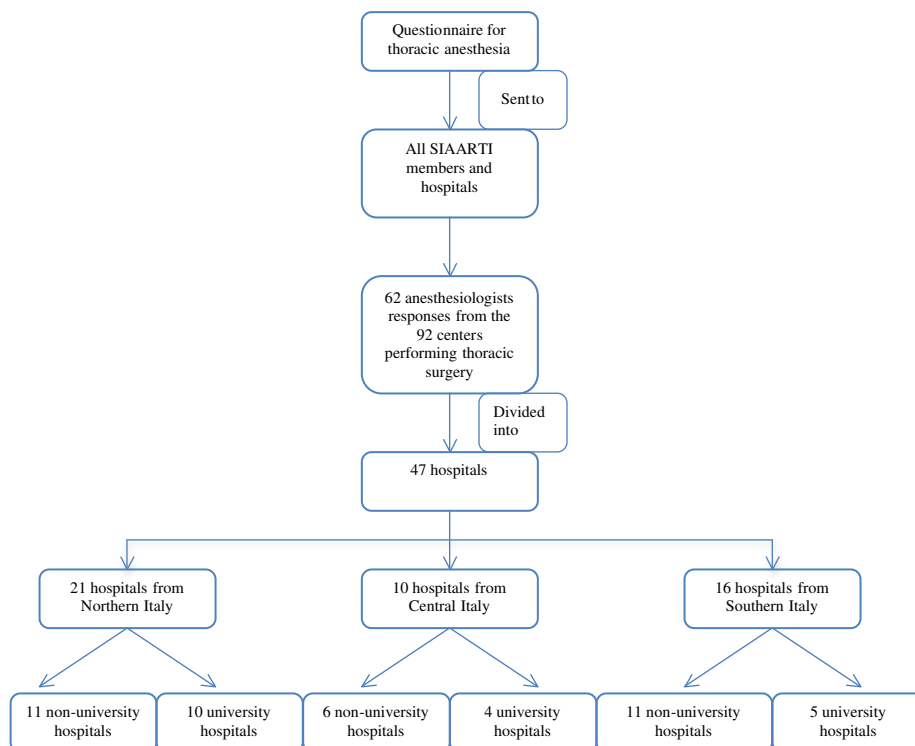 Questionnaire for
thoracic anesthesia
Sent to
All SIAARTI
members and
hospitals
62 anesthesiologists
responses from the
92 centers
performing thoracic
surgery
Divided
into
47 hospitals
21 hospitals from
Northern Italy
10 hospitals from
Central Italy
16 hospitals from
Southern Italy
11 non-university
hospitals
10 university
hospitals
6 non-university
hospitals
4 university
hospitals
11 non-university
hospitals
5 university
hospitals